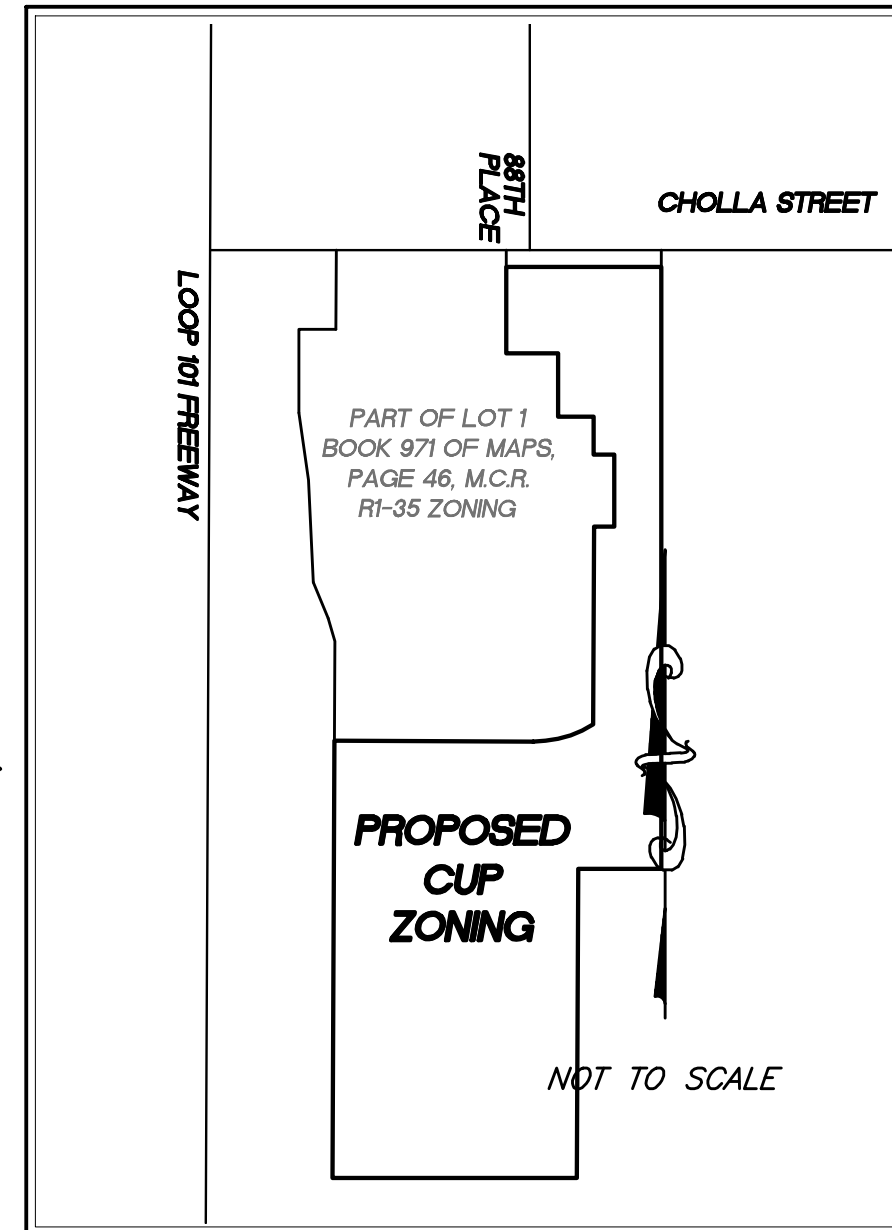 88TH
PLACE
CHOLLA STREET
LOOP 101 FREEWAY
PART OF LOT 1
BOOK 971 OF MAPS,
PAGE 46, M.C.R.
R1-35 ZONING
PROPOSED
CUP
ZONING
NOT TO SCALE